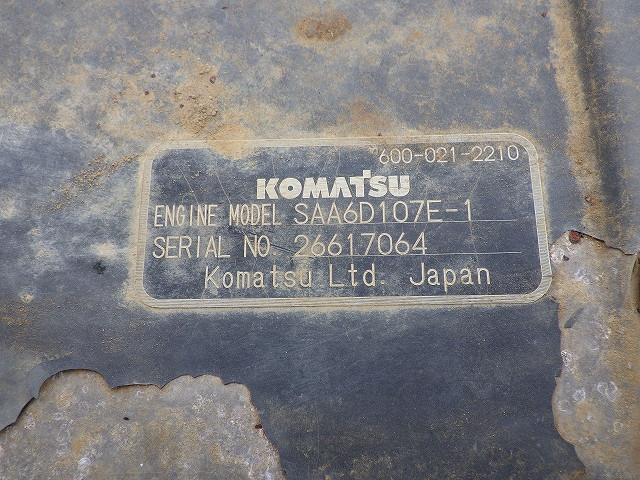 600-021-2210
KOMATSU
ENGINE MODEL SAA6D107E-1
SERIAL NO. 26617064
Komatsu Ltd. Japan